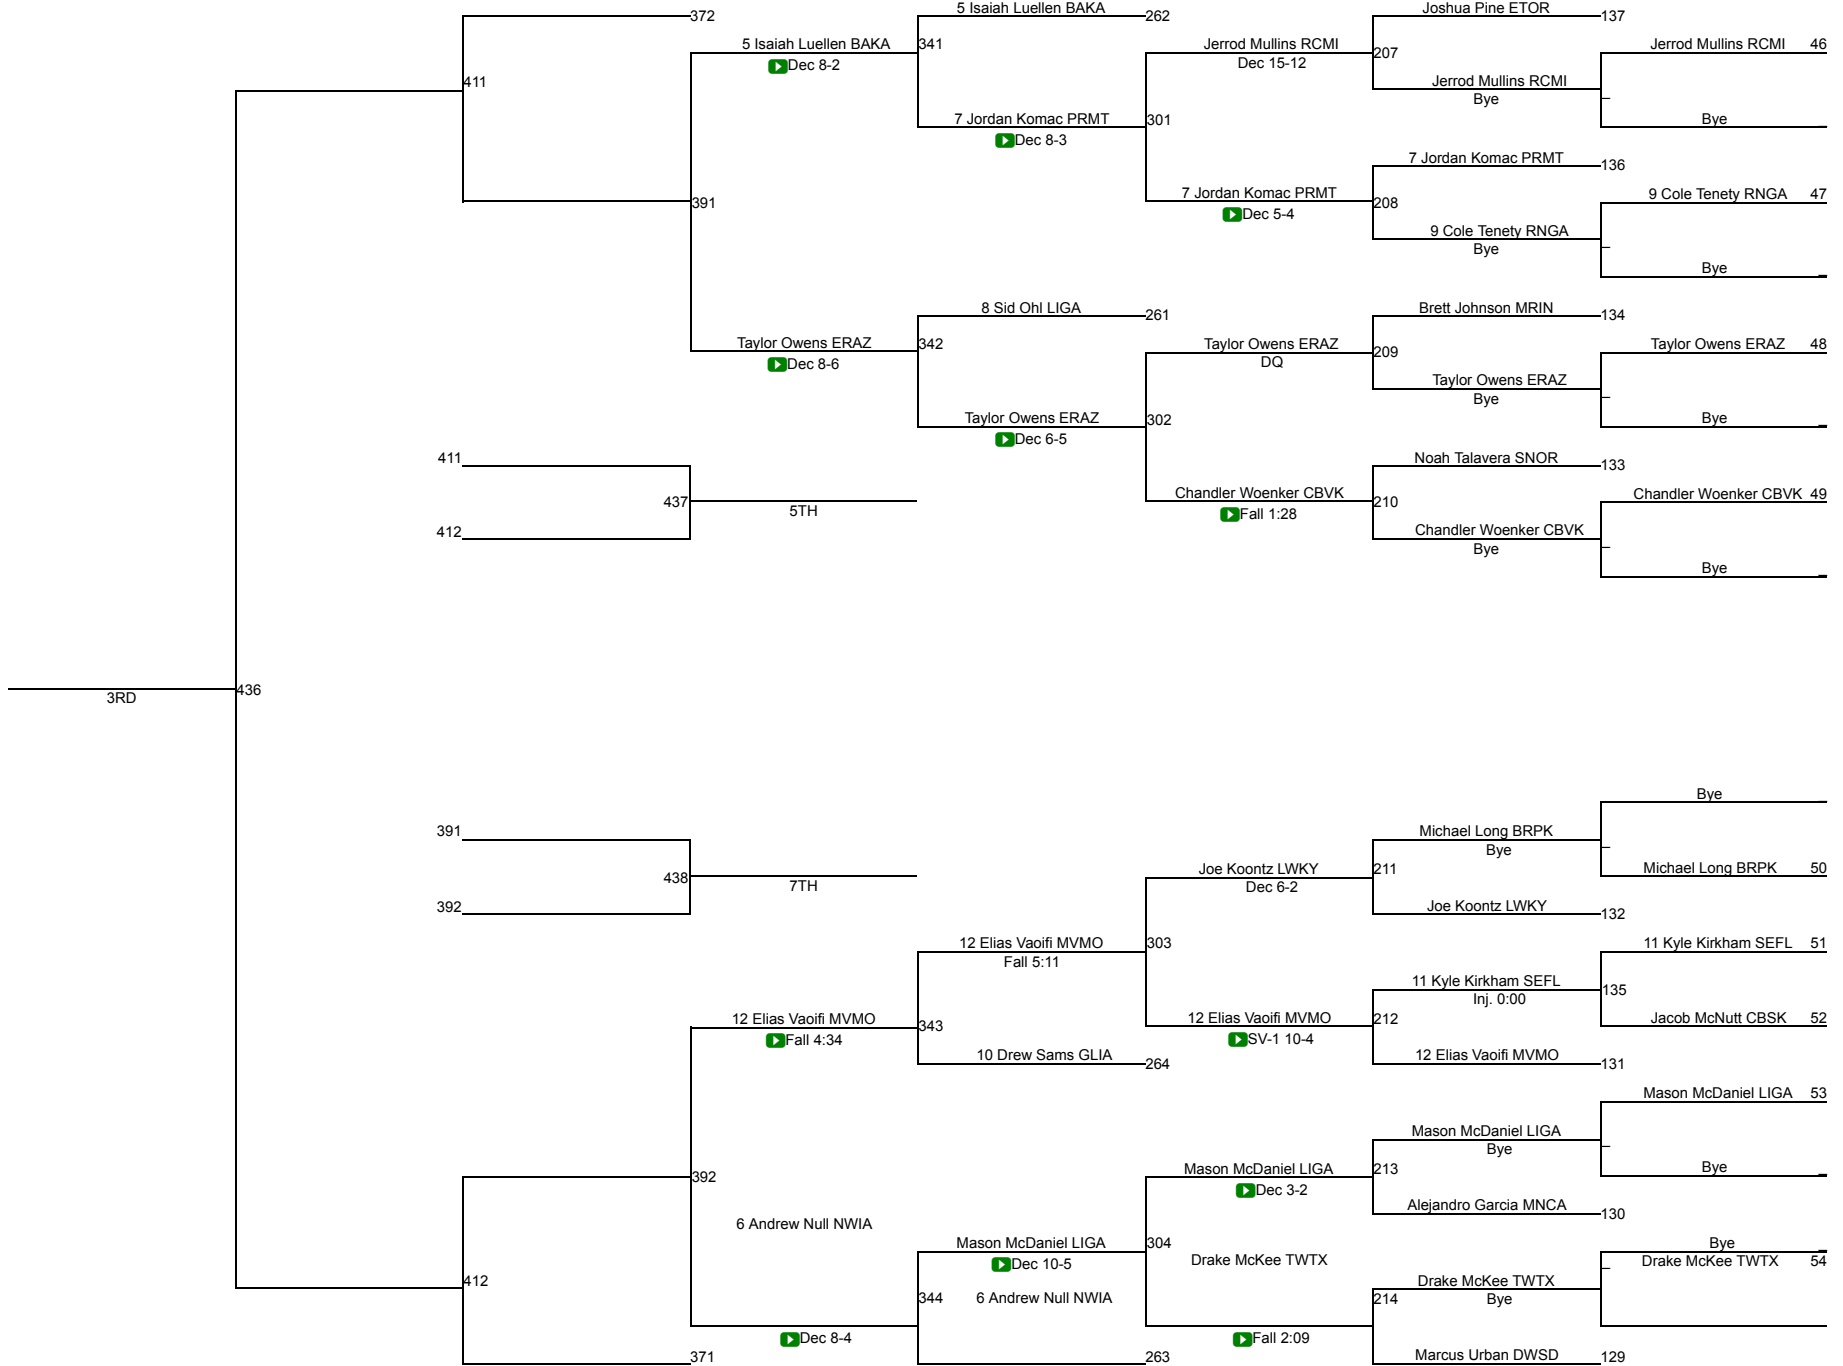 372
5 Isaiah Luellen BAKA
262
Joshua Pine ETOR
137
5 Isaiah Luellen BAKA
341
Jerrod Mullins RCMI
207
Jerrod Mullins RCMI 46
Dec 8-2
Dec 15-12
411
Jerrod Mullins RCMI
Bye
7 Jordan Komac PRMT
301
Bye
Dec 8-3
7 Jordan Komac PRMT
136
391
7 Jordan Komac PRMT
208
9 Cole Tenety RNGA 47
Dec 5-4
9 Cole Tenety RNGA
Bye
Bye
8 Sid Ohl LIGA
261
Brett Johnson MRIN
134
Taylor Owens ERAZ
342
Taylor Owens ERAZ
209
Taylor Owens ERAZ 48
Dec 8-6
DQ
Taylor Owens ERAZ
Bye
Taylor Owens ERAZ
302
Bye
Dec 6-5
411
Noah Talavera SNOR
133
437
5TH
Chandler Woenker CBVK
210
Chandler Woenker CBVK 49
Fall 1:28
412
Chandler Woenker CBVK
Bye
Bye
3RD
436
Bye
391
Michael Long BRPK
Bye
438
7TH
Joe Koontz LWKY
211
Michael Long BRPK 50
Dec 6-2
392
Joe Koontz LWKY
132
12 Elias Vaoifi MVMO
303
11 Kyle Kirkham SEFL 51
Fall 5:11
11 Kyle Kirkham SEFL
135
Inj. 0:00
12 Elias Vaoifi MVMO
343
12 Elias Vaoifi MVMO
212
Jacob McNutt CBSK 52
Fall 4:34
SV-1 10-4
10 Drew Sams GLIA
264
12 Elias Vaoifi MVMO
131
Mason McDaniel LIGA 53
Mason McDaniel LIGA
Bye
392
Mason McDaniel LIGA
213
Bye
Dec 3-2
Alejandro Garcia MNCA
130
6 Andrew Null NWIA
Mason McDaniel LIGA
304
Bye
Dec 10-5
Drake McKee TWTX
Drake McKee TWTX 54
412
Drake McKee TWTX
344
6 Andrew Null NWIA
214
Bye
Dec 8-4
Fall 2:09
371
263
Marcus Urban DWSD
129